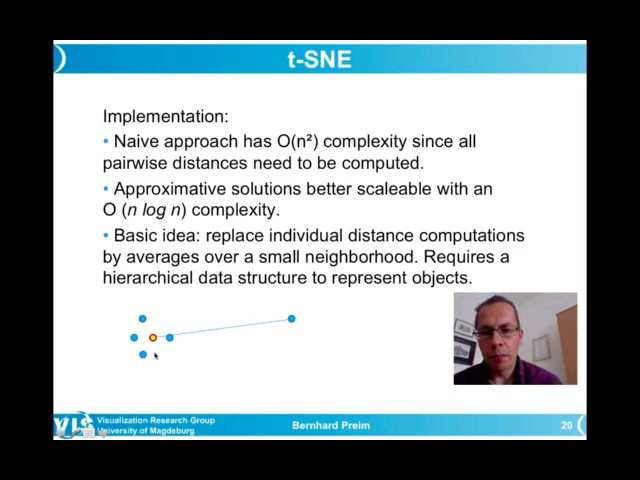 t-SNE
Implementation:
• Naive approach has O(n²) complexity since all
pairwise distances need to be computed.
• Approximative solutions better scaleable with an
O (n log n) complexity.
• Basic idea: replace individual distance computations
by averages over a small neighborhood. Requires a
hierarchical data structure to represent objects.
VIS
Visualization Research Group
University of Magdeburg
Bernhard Preim
20